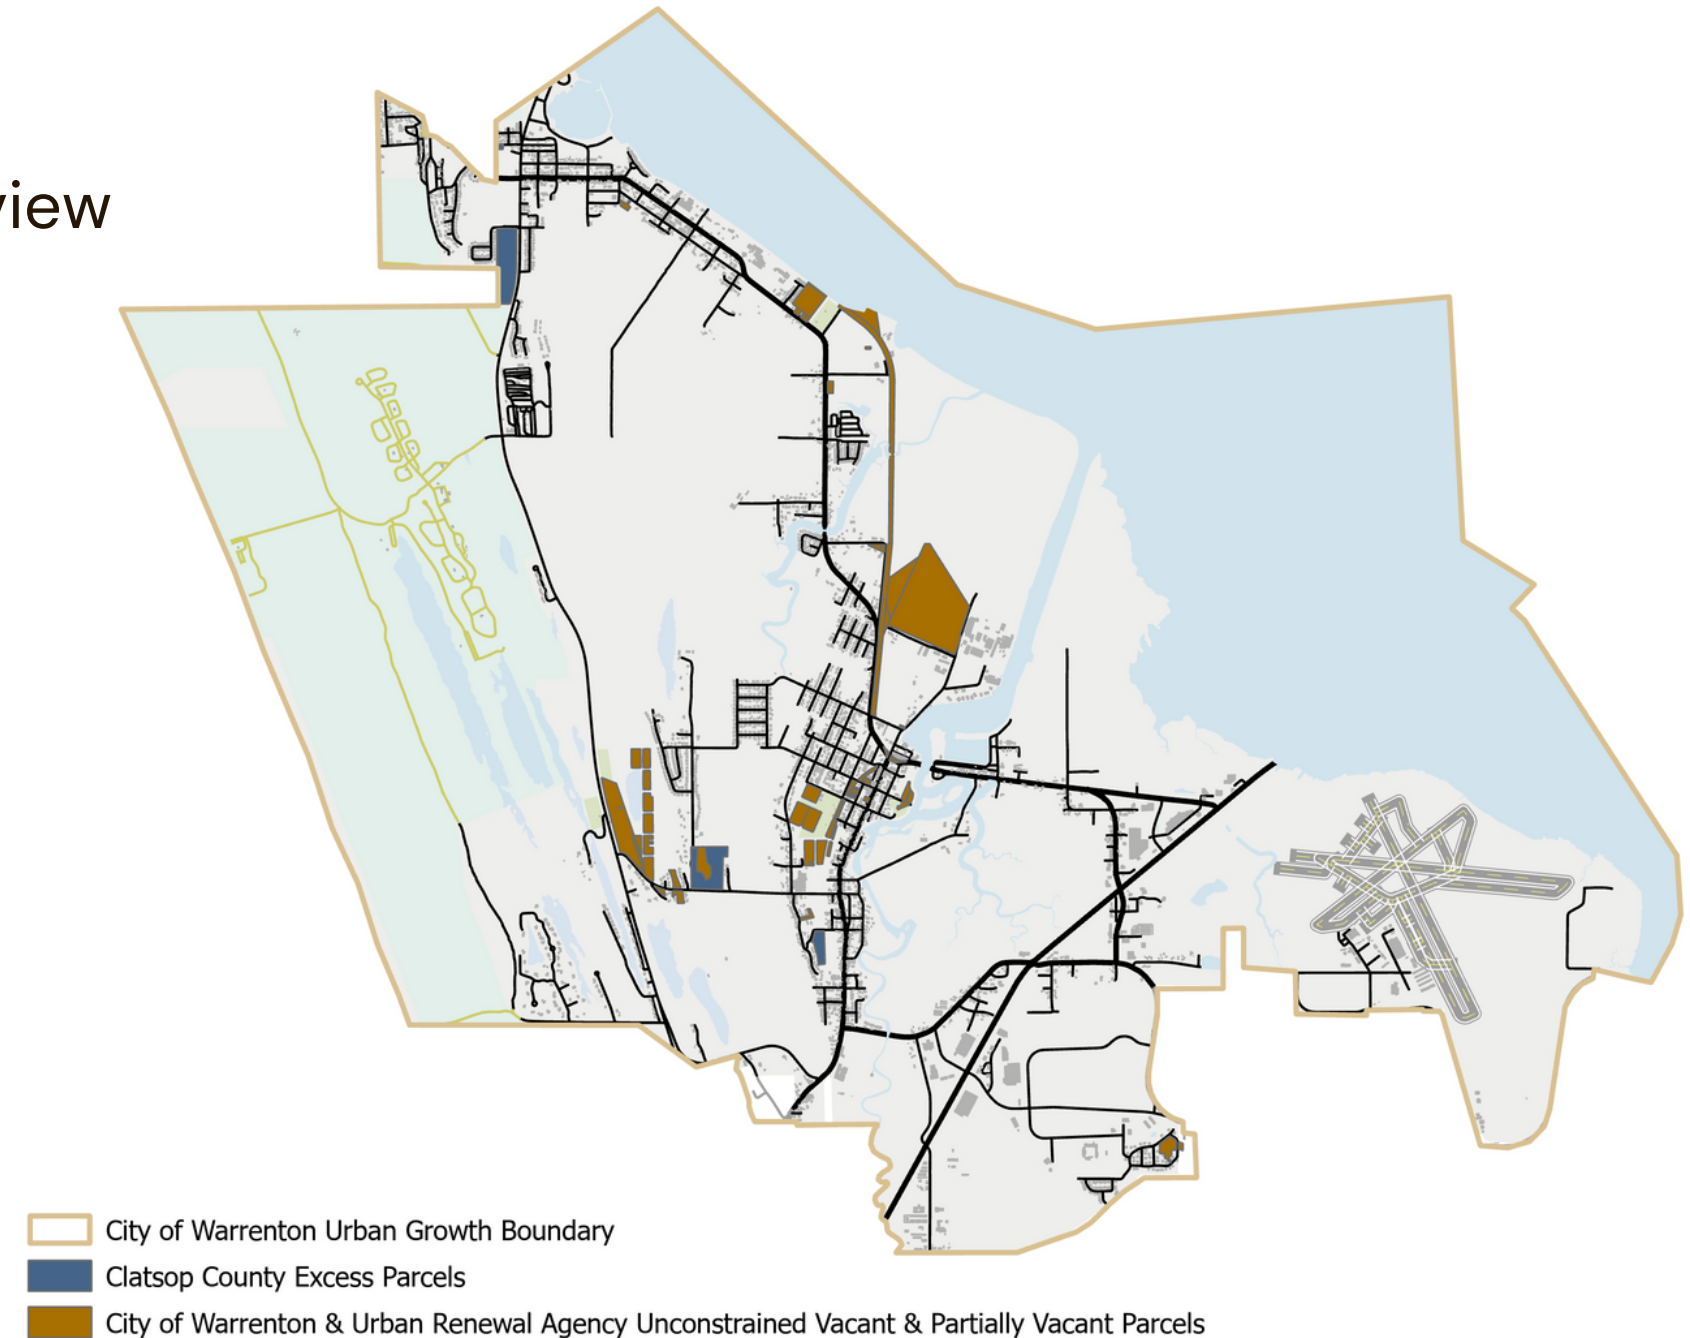 view
City of Warrenton Urban Growth Boundary
Clatsop County Excess Parcels
City of Warrenton & Urban Renewal Agency Unconstrained Vacant & Partially Vacant Parcels